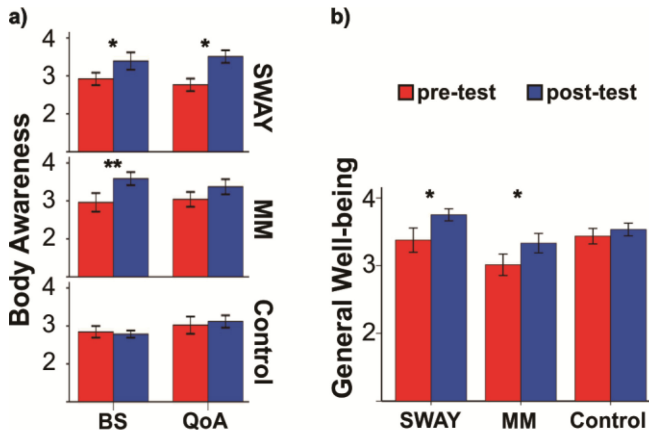 a)
Body Awareness
4
3
2
*
*
SWAY
4
3
2
**
MM
4
3
2
Control
BS QoA
b)
pre-test post-test
General Well-being
4
3
2
*
*
SWAY MM Control